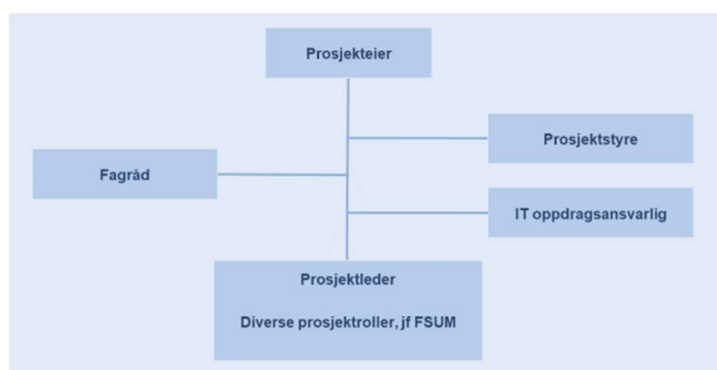 Prosjekteier
Prosjektstyre
Fagråd
IT oppdragsansvarlig
Prosjektleder
Diverse prosjektroller, jf FSUM